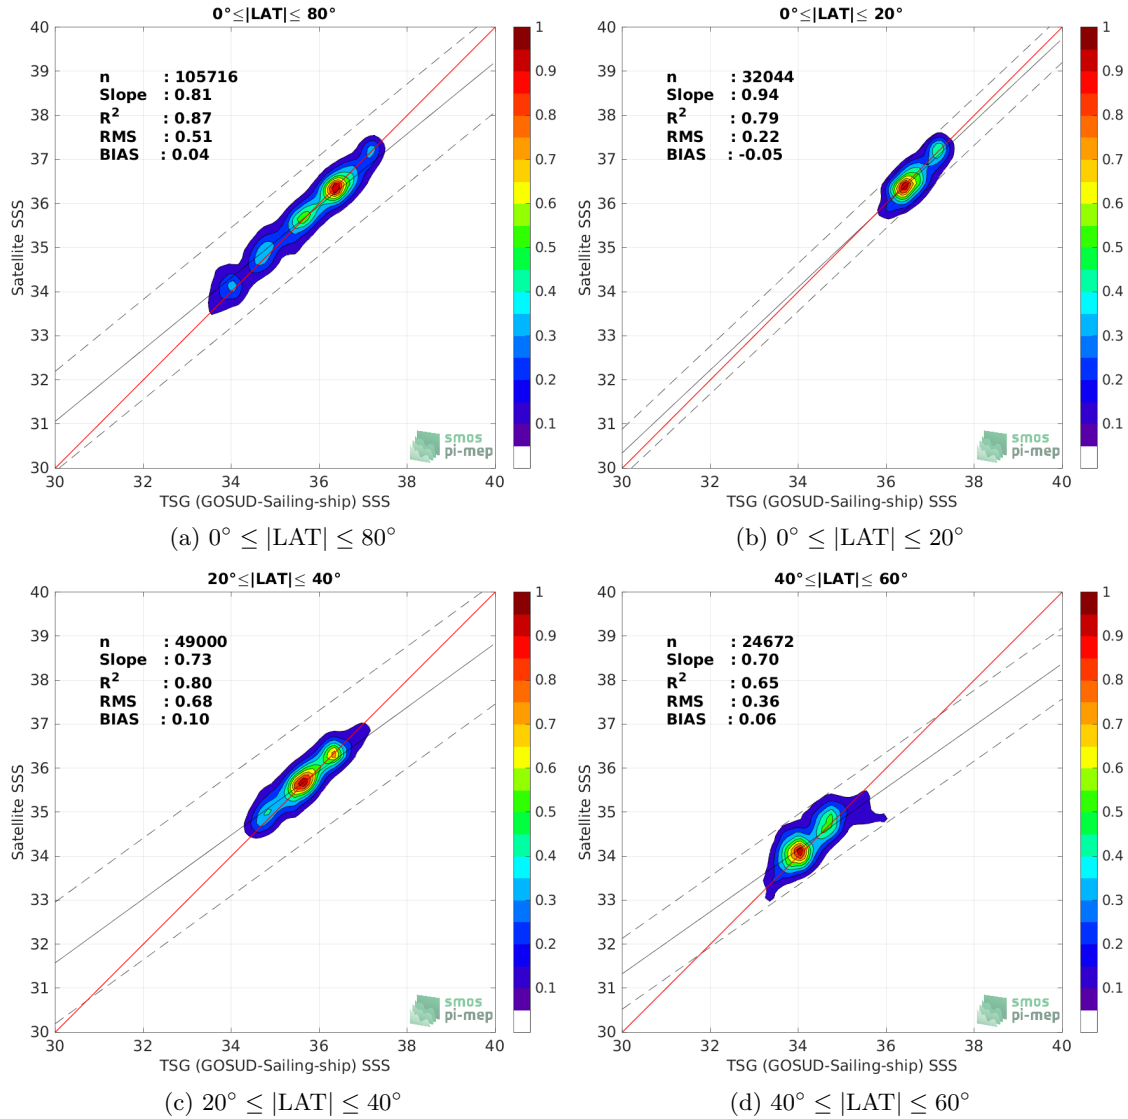 0°≤|LAT|≤ 80°
n : 105716
Slope : 0.81
R² : 0.87
RMS : 0.51
BIAS : 0.04
40
39
38
37
36
35
34
33
32
31
30
Satellite SSS
30 32 34 36 38 40
TSG (GOSUD-Sailing-ship) SSS
1
0.9
0.8
0.7
0.6
0.5
0.4
0.3
0.2
0.1
smos
pi-mep
(a) 0° ≤ |LAT| ≤ 80°
0°≤|LAT|≤ 20°
n : 32044
Slope : 0.94
R² : 0.79
RMS : 0.22
BIAS : -0.05
40
39
38
37
36
35
34
33
32
31
30
Satellite SSS
30 32 34 36 38 40
TSG (GOSUD-Sailing-ship) SSS
1
0.9
0.8
0.7
0.6
0.5
0.4
0.3
0.2
0.1
smos
pi-mep
(b) 0° ≤ |LAT| ≤ 20°
20°≤|LAT|≤ 40°
n : 49000
Slope : 0.73
R² : 0.80
RMS : 0.68
BIAS : 0.10
40
39
38
37
36
35
34
33
32
31
30
Satellite SSS
30 32 34 36 38 40
TSG (GOSUD-Sailing-ship) SSS
1
0.9
0.8
0.7
0.6
0.5
0.4
0.3
0.2
0.1
smos
pi-mep
(c) 20° ≤ |LAT| ≤ 40°
40°≤|LAT|≤ 60°
n : 24672
Slope : 0.70
R² : 0.65
RMS : 0.36
BIAS : 0.06
40
39
38
37
36
35
34
33
32
31
30
Satellite SSS
30 32 34 36 38 40
TSG (GOSUD-Sailing-ship) SSS
1
0.9
0.8
0.7
0.6
0.5
0.4
0.3
0.2
0.1
smos
pi-mep
(d) 40° ≤ |LAT| ≤ 60°